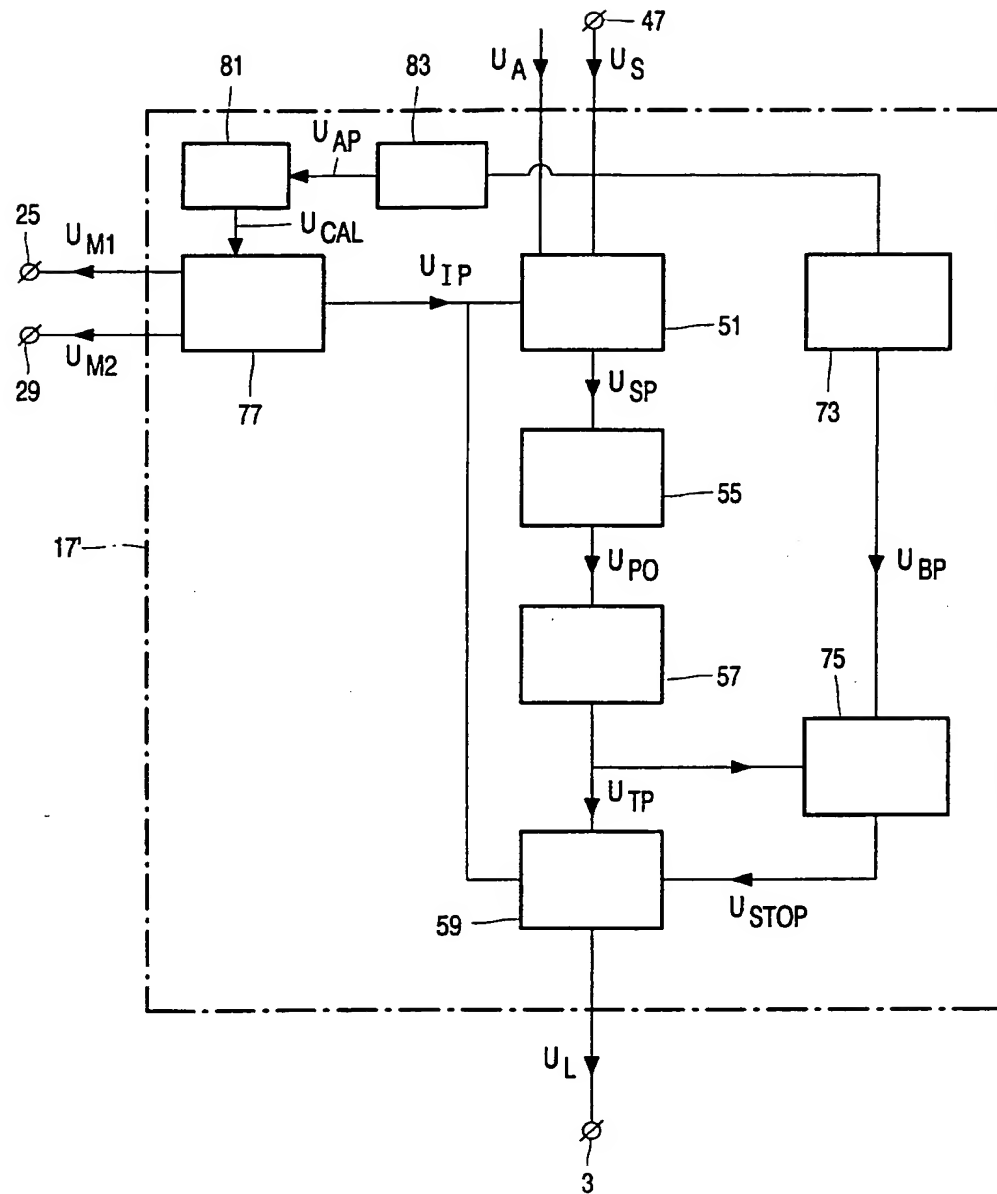 47
U_A
U_S
81
83
U_AP
25
U_M1
U_CAL
U_IP
51
U_M2
29
77
U_SP
73
55
17'
U_PO
U_BP
57
75
U_TP
59
U_STOP
U_L
3